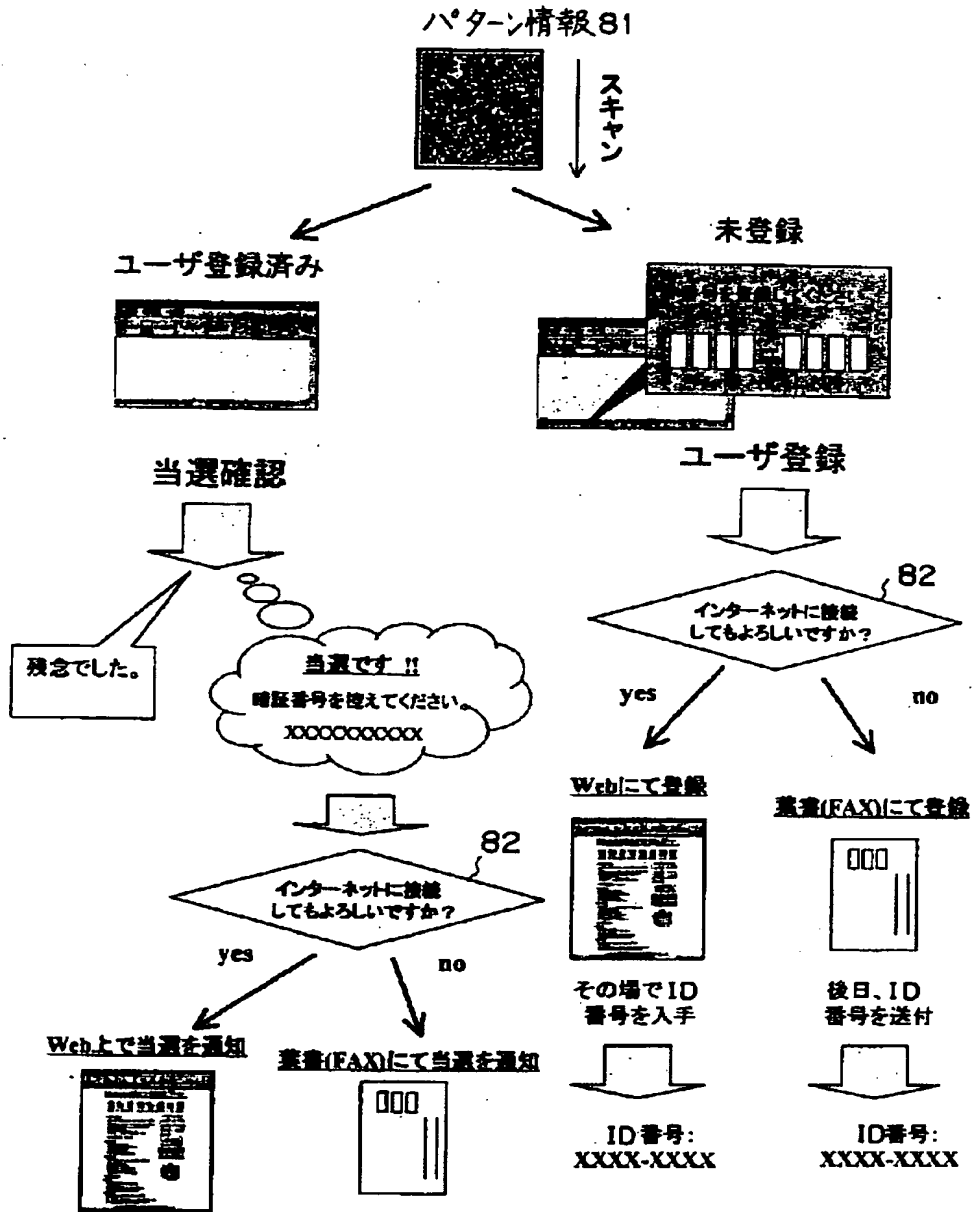 パターン情報81
スキャン
ユーザ登録済み
未登録
当選確認
ユーザ登録
残念でした。
当選です !!
暗証番号を控えてください。
XXXXXXXXXX
82
インターネットに接続
してもよろしいですか?
yes
no
Web上で当選を通知
葉書(FAX)にて当選を通知
82
インターネットに接続
してもよろしいですか?
yes
no
Webにて登録
葉書(FAX)にて登録
その場でID
番号を入手
後日、ID
番号を送付
ID番号:
XXXX-XXXX
ID番号:
XXXX-XXXX